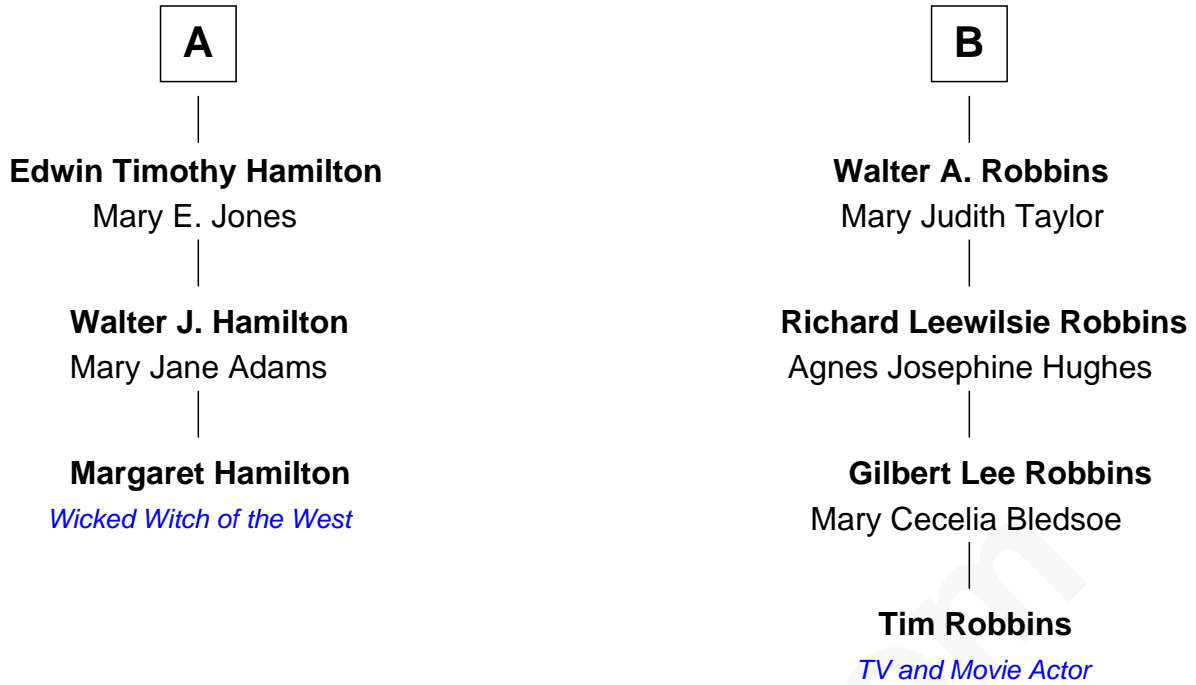 A
Edwin Timothy Hamilton
Mary E. Jones
Walter J. Hamilton
Mary Jane Adams
Margaret Hamilton
Wicked Witch of the West
B
Walter A. Robbins
Mary Judith Taylor
Richard Leewilsie Robbins
Agnes Josephine Hughes
Gilbert Lee Robbins
Mary Cecelia Bledsoe
Tim Robbins
TV and Movie Actor